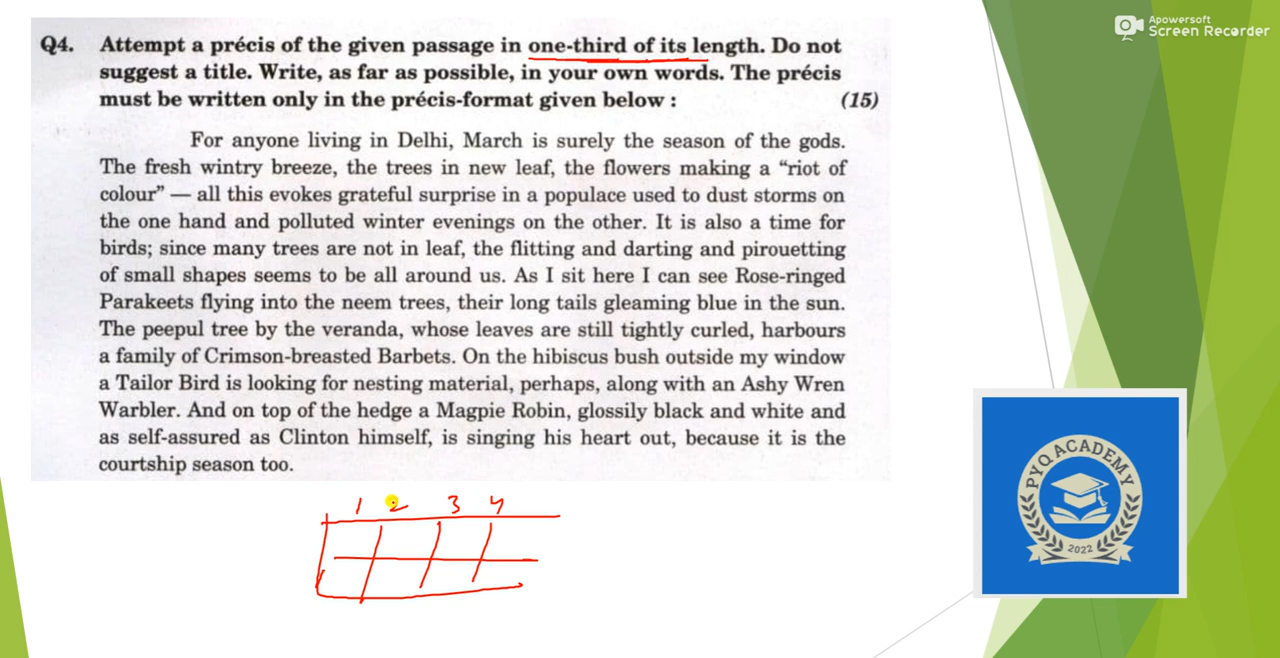 Apowersoft
Screen Recorder
Q4. Attempt a précis of the given passage in one-third of its length. Do not
suggest a title. Write, as far as possible, in your own words. The précis
must be written only in the précis-format given below : (15)
For anyone living in Delhi, March is surely the season of the gods.
The fresh wintry breeze, the trees in new leaf, the flowers making a “riot of
colour” — all this evokes grateful surprise in a populace used to dust storms on
the one hand and polluted winter evenings on the other. It is also a time for
birds; since many trees are not in leaf, the flitting and darting and pirouetting
of small shapes seems to be all around us. As I sit here I can see Rose-ringed
Parakeets flying into the neem trees, their long tails gleaming blue in the sun.
The peepul tree by the veranda, whose leaves are still tightly curled, harbours
a family of Crimson-breasted Barbets. On the hibiscus bush outside my window
a Tailor Bird is looking for nesting material, perhaps, along with an Ashy Wren
Warbler. And on top of the hedge a Magpie Robin, glossily black and white and
as self-assured as Clinton himself, is singing his heart out, because it is the
courtship season too.
1 2 3 4
PYQ ACADEMY
2022